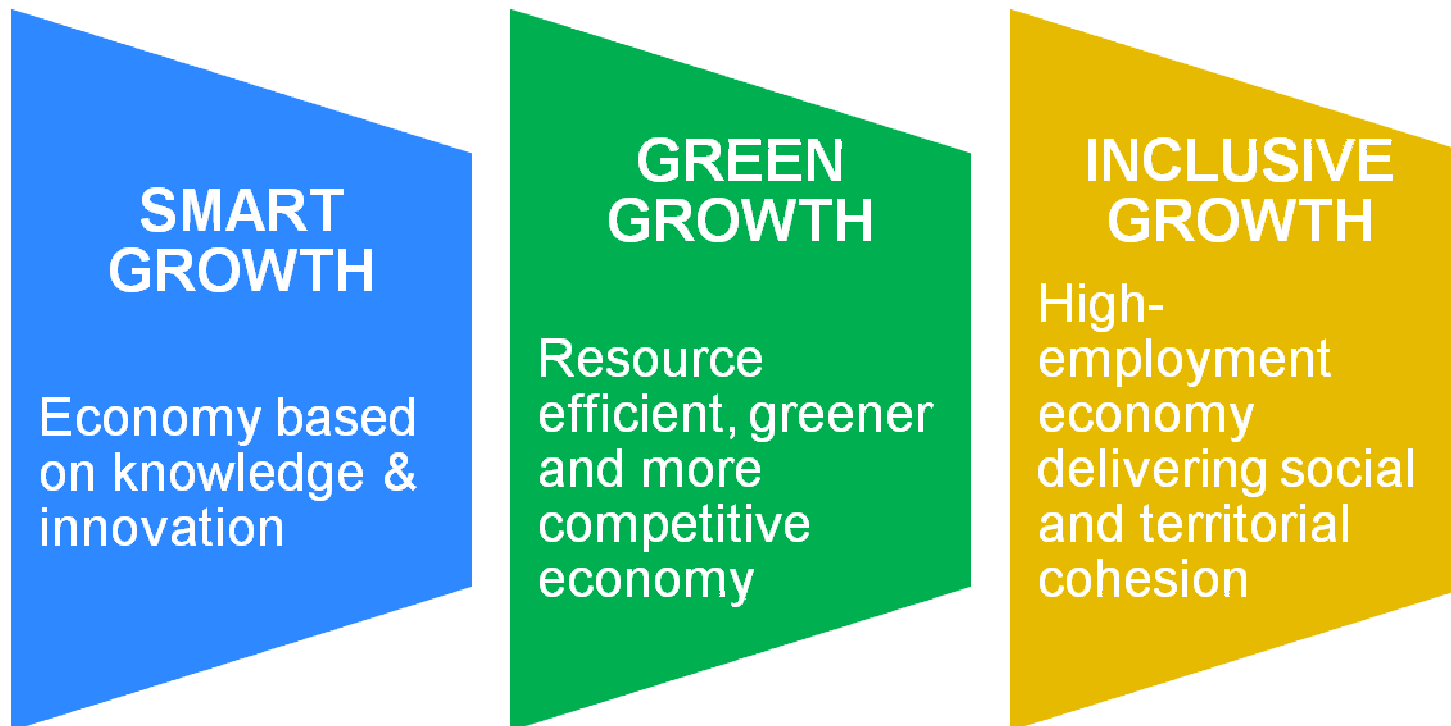 SMART
GROWTH
Economy based
on knowledge &
innovation
GREEN
GROWTH
Resource
efficient, greener
and more
competitive
economy
INCLUSIVE
GROWTH
High-
employment
economy
delivering social
and territorial
cohesion